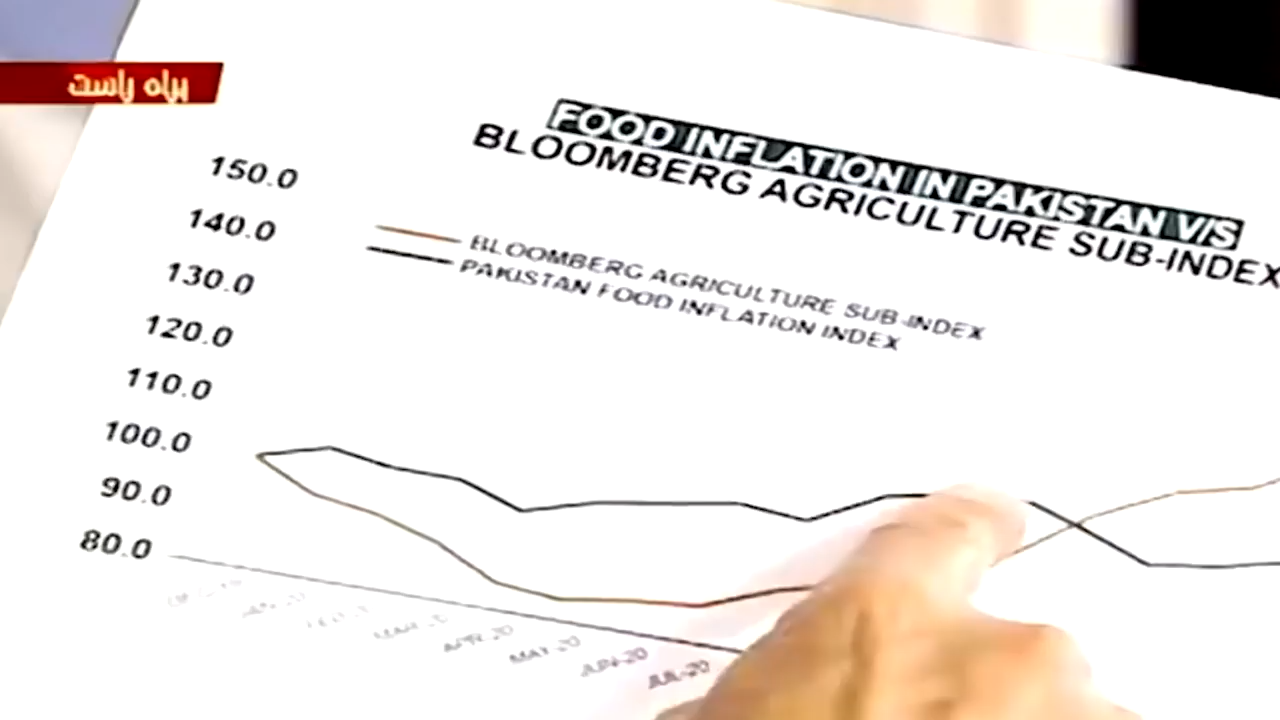 براہ راست
FOOD INFLATION IN PAKISTAN V/S
BLOOMBERG AGRICULTURE SUB-INDEX
150.0
140.0
130.0
120.0
110.0
100.0
90.0
80.0
BLOOMBERG AGRICULTURE SUB-INDEX
PAKISTAN FOOD INFLATION INDEX
APR-20
MAY-20
JUN-20
JUL-20